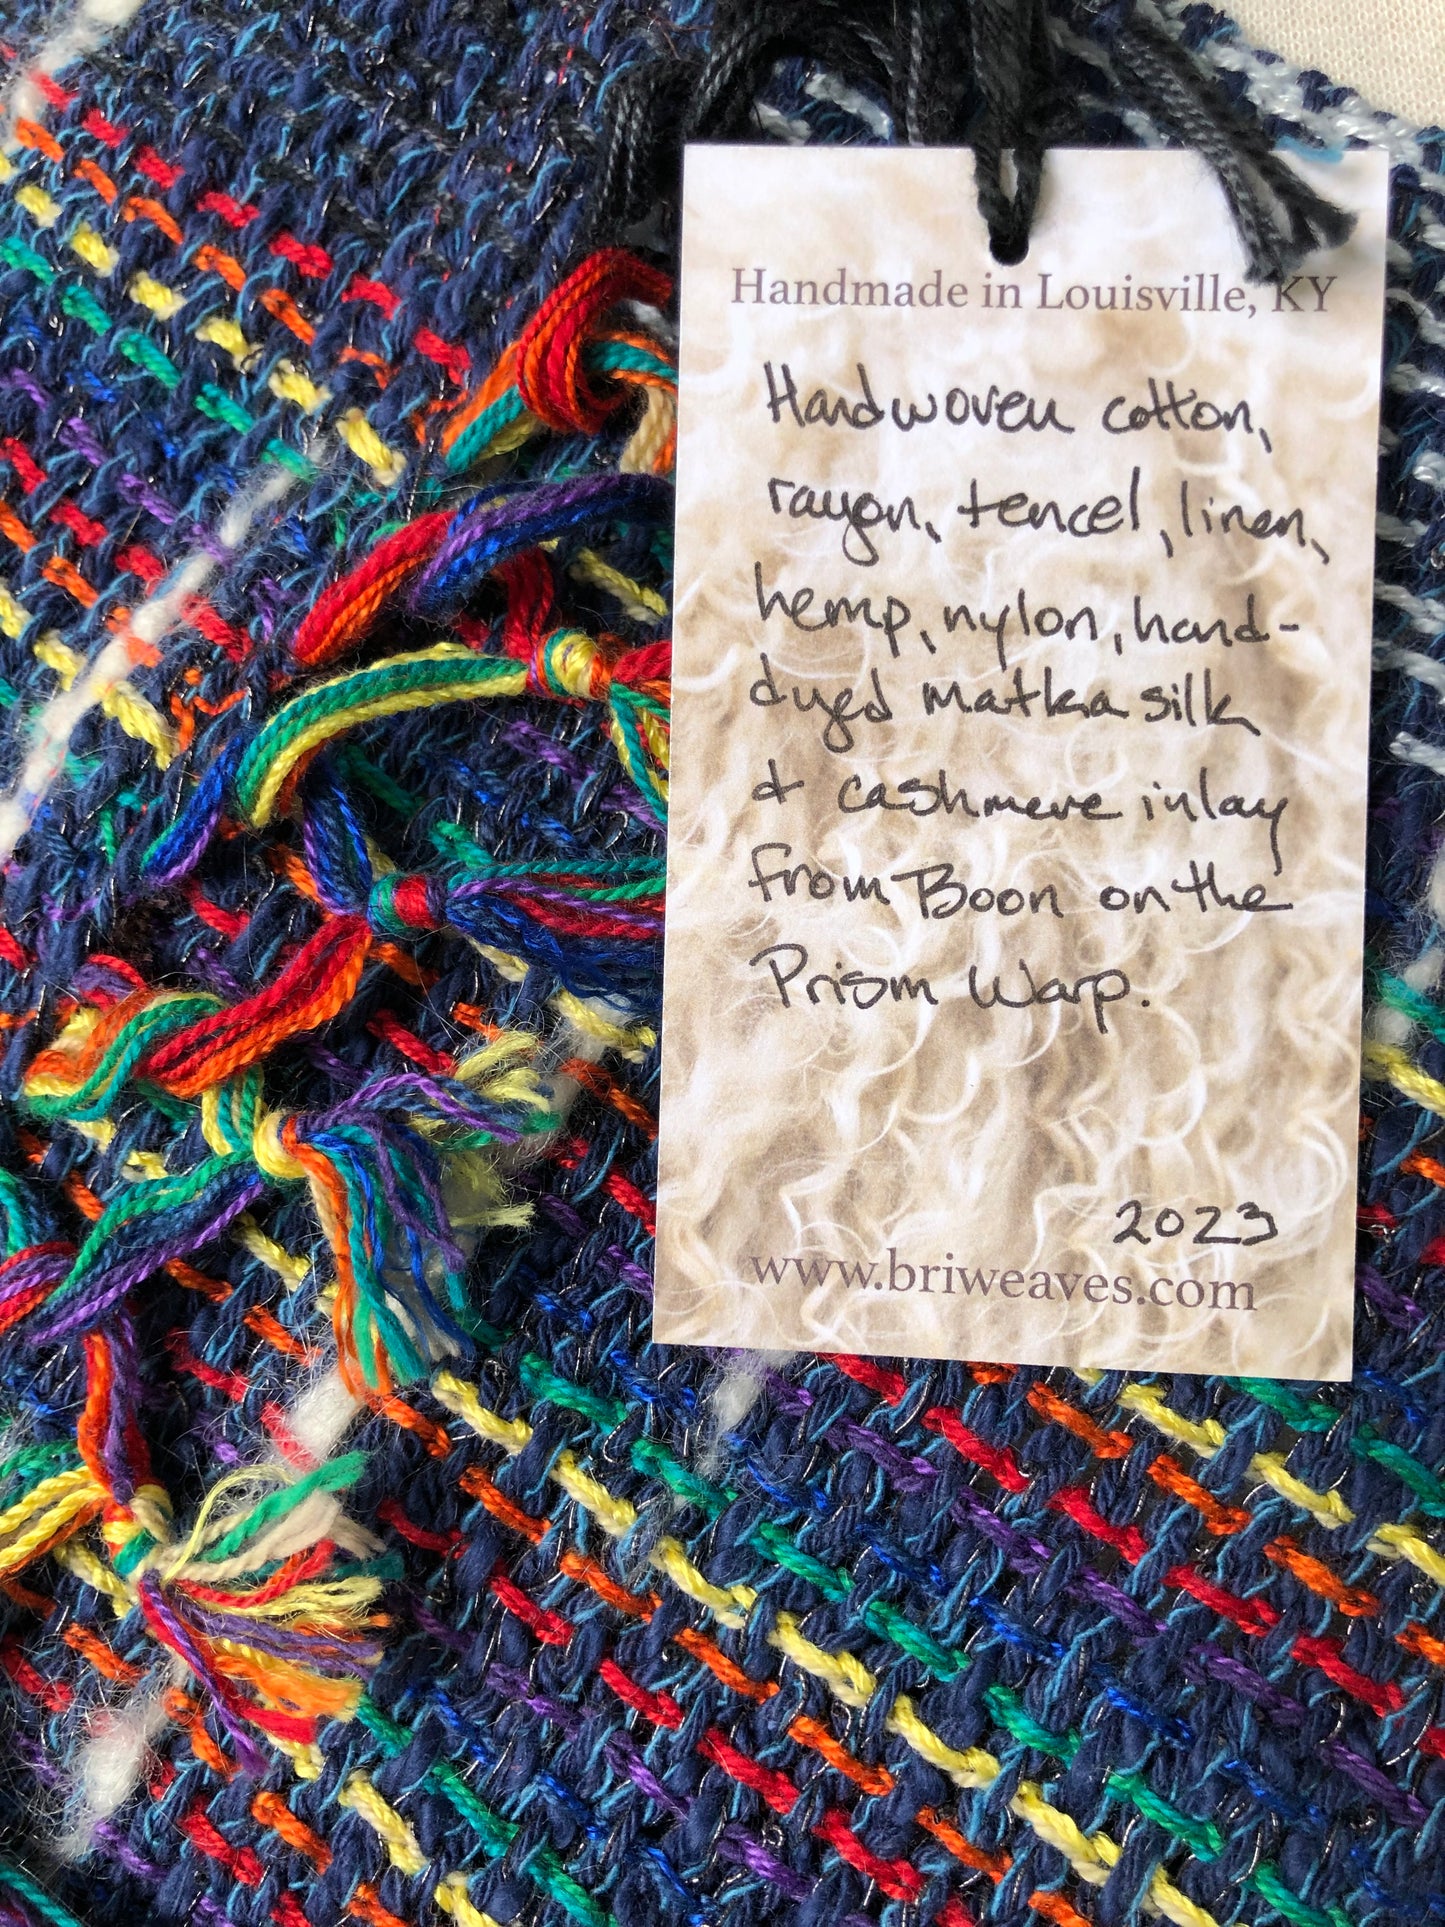 Handmade in Louisville, KY
Handwoven cotton,
rayon, tencel, linen,
hemp, nylon, hand-
dyed matka silk
& cashmere inlay
from Boon on the
Prism Warp.
2023
www.briweaves.com